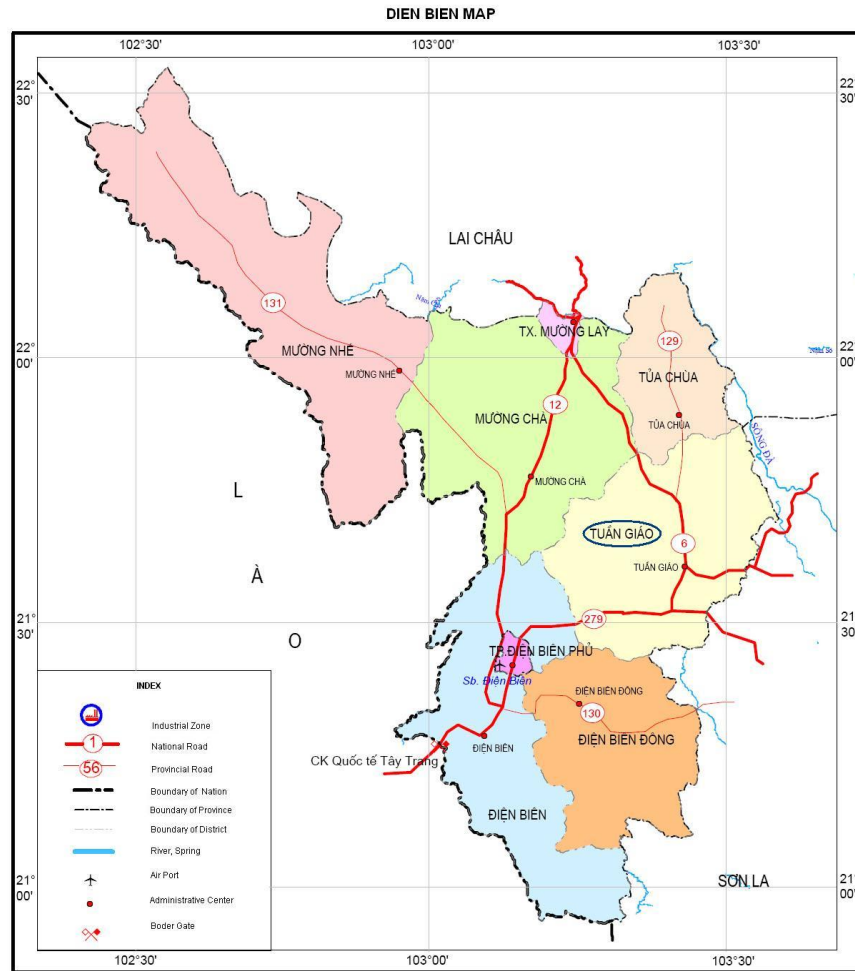 DIEN BIEN MAP
102°30' 103°00' 103°30'
22° 30' 22° 30'
LAI CHÂU
131
TX. MƯỜNG LAY
129
22° 00' 22° 00'
MƯỜNG NHÉ
MƯỜNG NHÉ
TỦA CHÙA
12
MƯỜNG CHÀ
TỦA CHÙA
SÔNG ĐÀ
MƯỜNG CHÀ
L
TUẦN GIÁO
6
TUẦN GIÁO
À
21° 30' 21° 30'
279
O
TP.ĐIỆN BIÊN PHỦ
Sb. Điện Biên
ĐIỆN BIÊN ĐÔNG
130
ĐIỆN BIÊN ĐÔNG
ĐIỆN BIÊN
CK Quốc tế Tây Trang
ĐIỆN BIÊN
SƠN LA
21° 00' 21° 00'
INDEX
Industrial Zone
1 National Road
56 Provincial Road
Boundary of Nation
Boundary of Province
Boundary of District
River, Spring
Air Port
Administrative Center
Boder Gate
102°30' 103°00' 103°30'